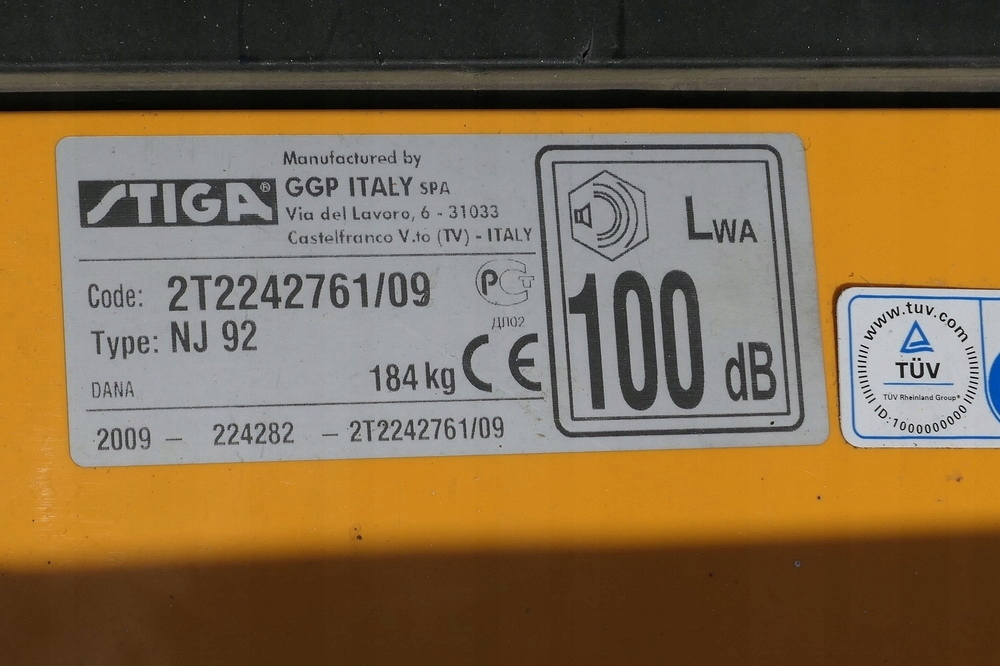 STIGA®
Manufactured by
GGP ITALY SPA
Via del Lavoro, 6 - 31033
Castelfranco V.to (TV) - ITALY
Code: 2T2242761/09
Type: NJ 92
РСТ
ДП02
DANA
184 kg CE
2009 - 224282 - 2T2242761/09
LWA
100 dB
www.tuv.com
TÜV
TÜV Rheinland Group®
ID:1000000000